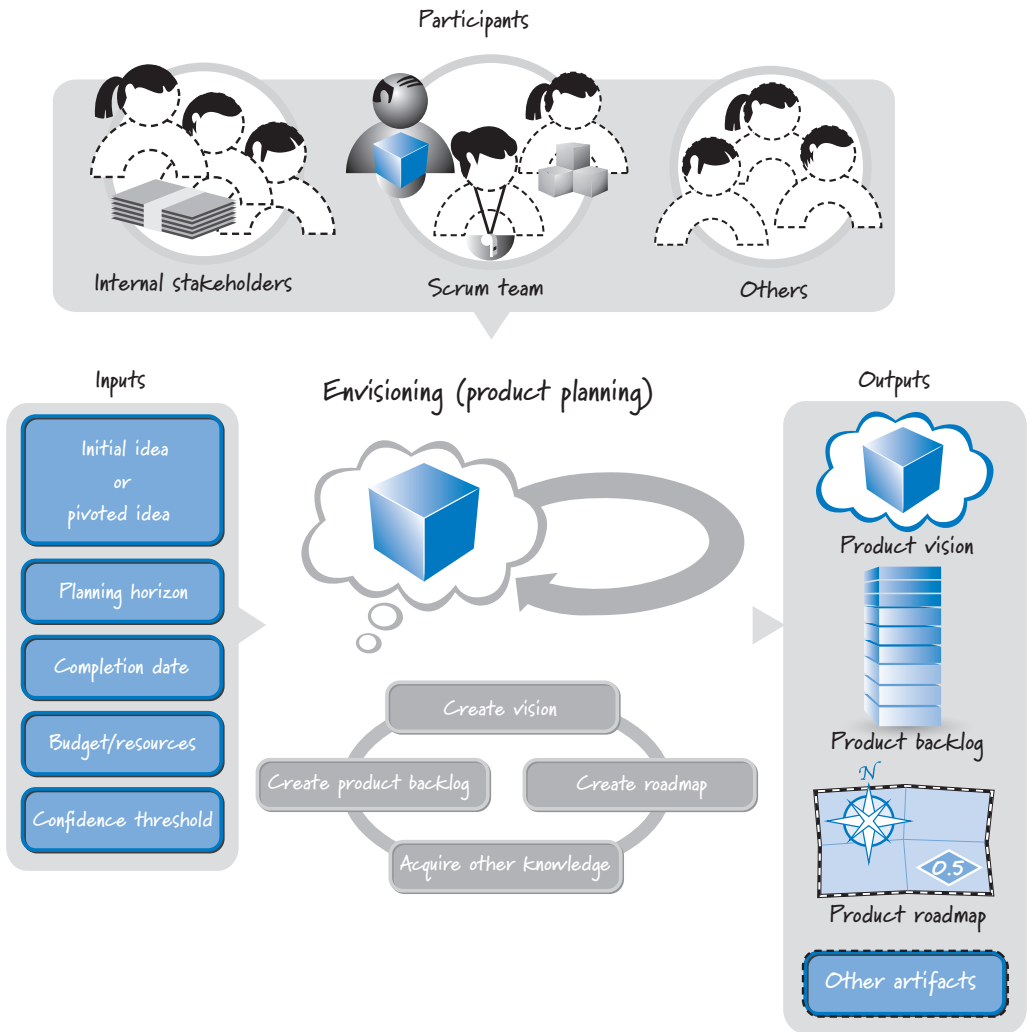 Participants
Internal stakeholders
Scrum team
Others
Inputs
Initial idea
or
pivoted idea
Planning horizon
Completion date
Budget/resources
Confidence threshold
Envisioning (product planning)
Create vision
Create product backlog
Create roadmap
Acquire other knowledge
Outputs
Product vision
Product backlog
N
0.5
Product roadmap
Other artifacts